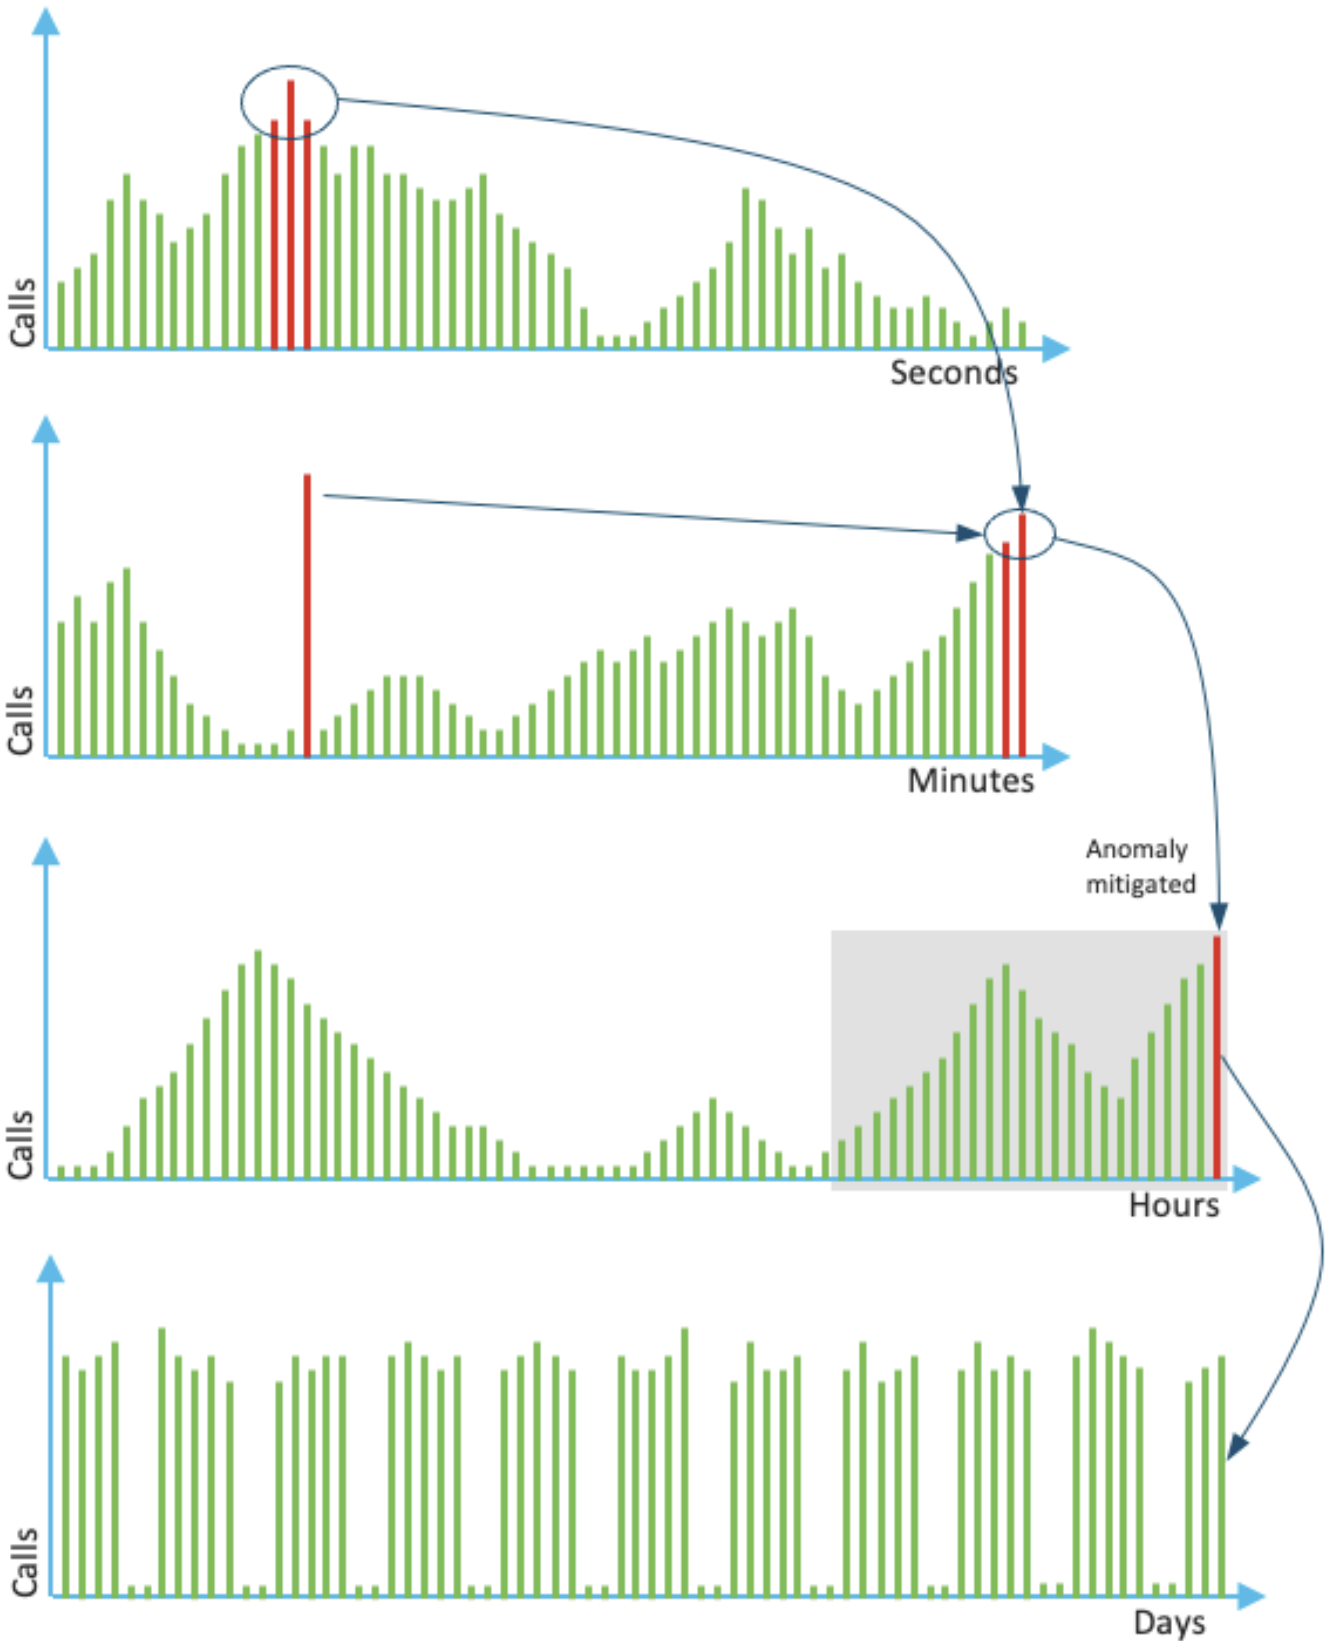 Calls
Seconds
Calls
Minutes
Anomaly
mitigated
Calls
Hours
Calls
Days